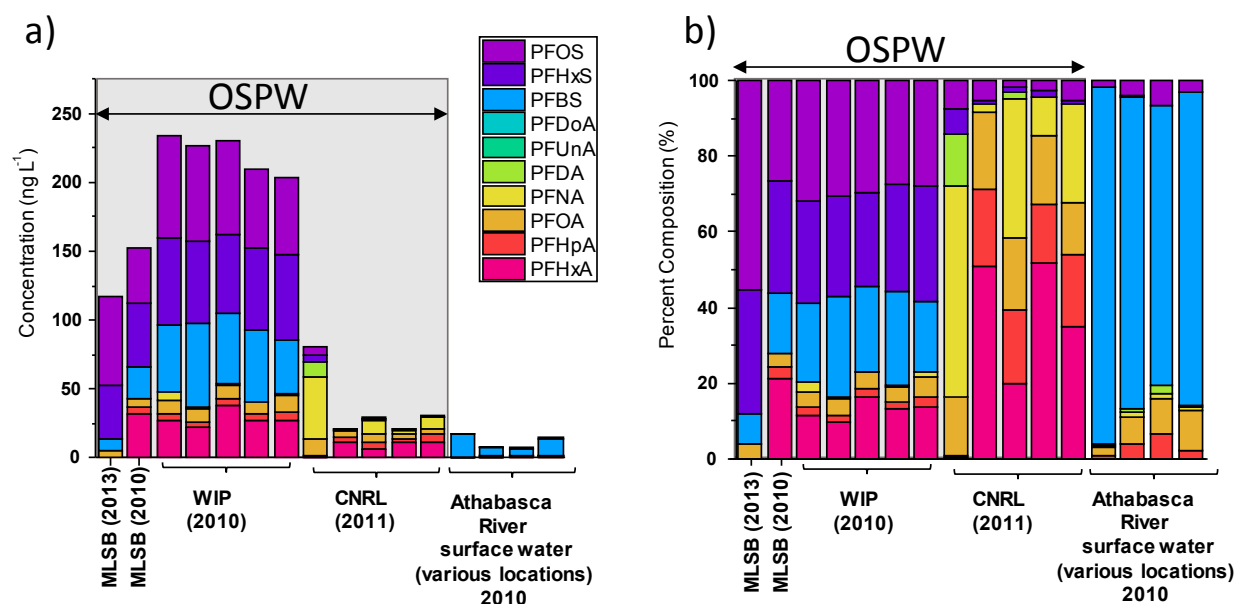 a)
OSPW
Concentration (ng L-1)
250
200
150
100
50
0
PFOS
PFHxS
PFBS
PFDoA
PFUnA
PFDA
PFNA
PFOA
PFHpA
PFHxA
MLSB (2013)
MLSB (2010)
WIP
(2010)
CNRL
(2011)
Athabasca
River
surface water
(various locations)
2010
b)
OSPW
Percent Composition (%)
100
80
60
40
20
0
MLSB (2013)
MLSB (2010)
WIP
(2010)
CNRL
(2011)
Athabasca
River
surface water
(various locations)
2010